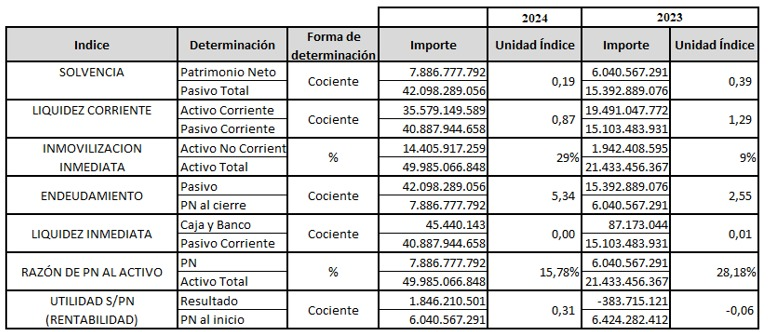 2024 2023
Indice Determinación Forma de determinación Importe Unidad Índice Importe Unidad Índice
SOLVENCIA Patrimonio Neto Cociente 7.886.777.792 0,19 6.040.567.291 0,39
Pasivo Total 42.098.289.056 15.392.889.076
LIQUIDEZ CORRIENTE Activo Corriente Cociente 35.579.149.589 0,87 19.491.047.772 1,29
Pasivo Corriente 40.887.944.658 15.103.483.931
INMOVILIZACION Activo No Corrient % 14.405.917.259 29% 1.942.408.595 9%
INMEDIATA Activo Total 49.985.066.848 21.433.456.367
ENDEUDAMIENTO Pasivo Cociente 42.098.289.056 5,34 15.392.889.076 2,55
PN al cierre 7.886.777.792 6.040.567.291
LIQUIDEZ INMEDIATA Caja y Banco Cociente 45.440.143 0,00 87.173.044 0,01
Pasivo Corriente 40.887.944.658 15.103.483.931
RAZÓN DE PN AL ACTIVO PN % 7.886.777.792 15,78% 6.040.567.291 28,18%
Activo Total 49.985.066.848 21.433.456.367
UTILIDAD S/PN Resultado Cociente 1.846.210.501 0,31 -383.715.121 -0,06
(RENTABILIDAD) PN al inicio 6.040.567.291 6.424.282.412